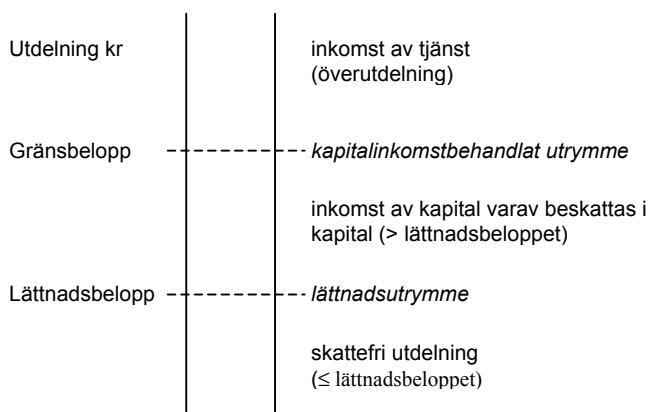 Utdelning kr
inkomst av tjänst
(överutdelning)
Gränsbelopp
kapitalinkomstbehandlat utrymme
inkomst av kapital varav beskattas i
kapital (> lättnadsbeloppet)
Lättnadsbelopp
lättnadsutrymme
skattefri utdelning
(≤ lättnadsbeloppet)